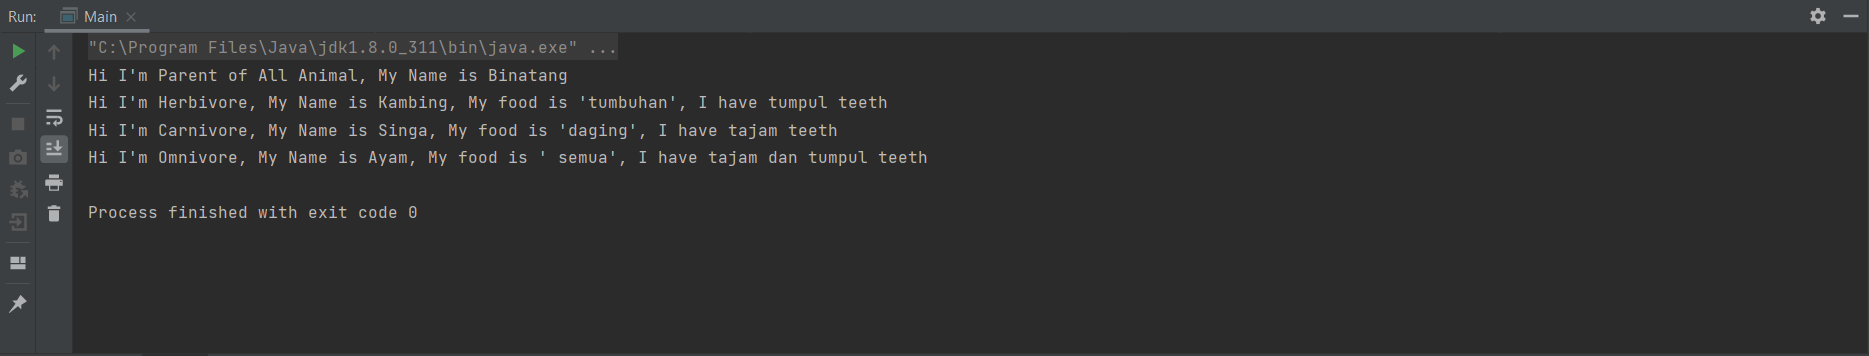 Run: Main
"C:\Program Files\Java\jdk1.8.0_311\bin\java.exe" ...
Hi I'm Parent of All Animal, My Name is Binatang
Hi I'm Herbivore, My Name is Kambing, My food is 'tumbuhan', I have tumpul teeth
Hi I'm Carnivore, My Name is Singa, My food is 'daging', I have tajam teeth
Hi I'm Omnivore, My Name is Ayam, My food is ' semua', I have tajam dan tumpul teeth
Process finished with exit code 0